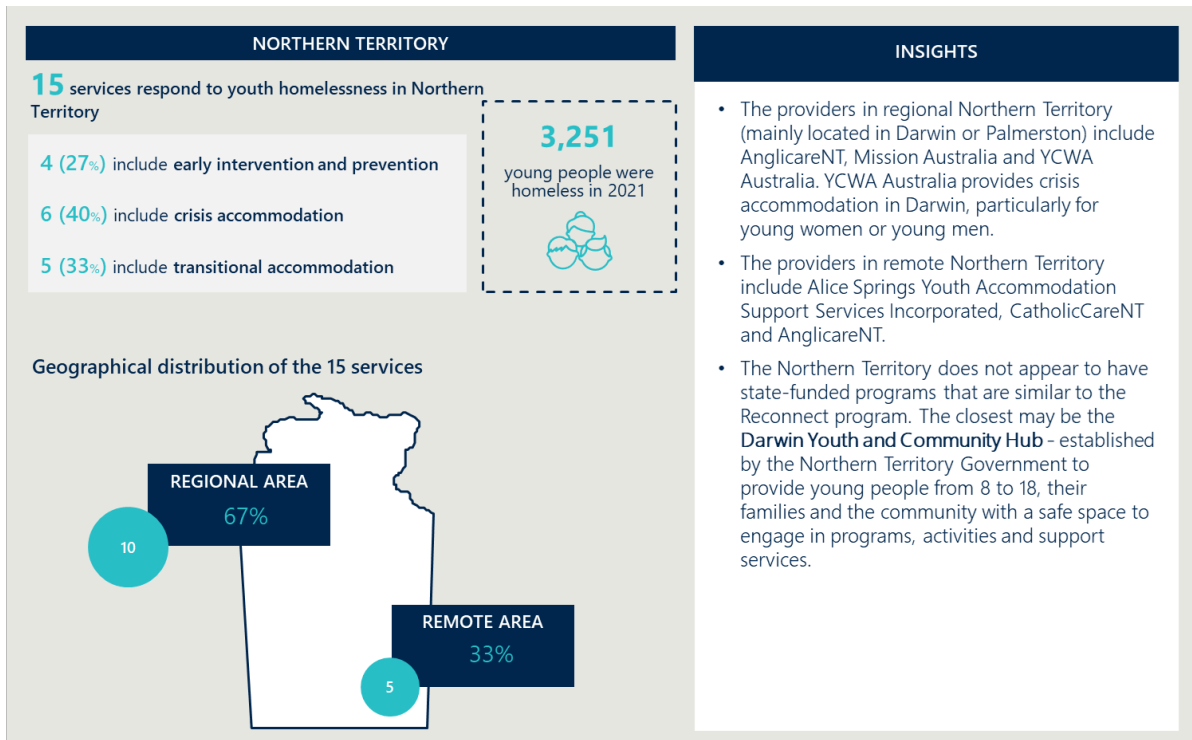 NORTHERN TERRITORY
15 services respond to youth homelessness in Northern
Territory
4 (27%) include early intervention and prevention
6 (40%) include crisis accommodation
5 (33%) include transitional accommodation
3,251
young people were
homeless in 2021
Geographical distribution of the 15 services
REGIONAL AREA
67%
10
REMOTE AREA
33%
5
INSIGHTS
• The providers in regional Northern Territory
(mainly located in Darwin or Palmerston) include
AnglicareNT, Mission Australia and YCWA
Australia. YCWA Australia provides crisis
accommodation in Darwin, particularly for
young women or young men.
• The providers in remote Northern Territory
include Alice Springs Youth Accommodation
Support Services Incorporated, CatholicCareNT
and AnglicareNT.
• The Northern Territory does not appear to have
state-funded programs that are similar to the
Reconnect program. The closest may be the
Darwin Youth and Community Hub - established
by the Northern Territory Government to
provide young people from 8 to 18, their
families and the community with a safe space to
engage in programs, activities and support
services.